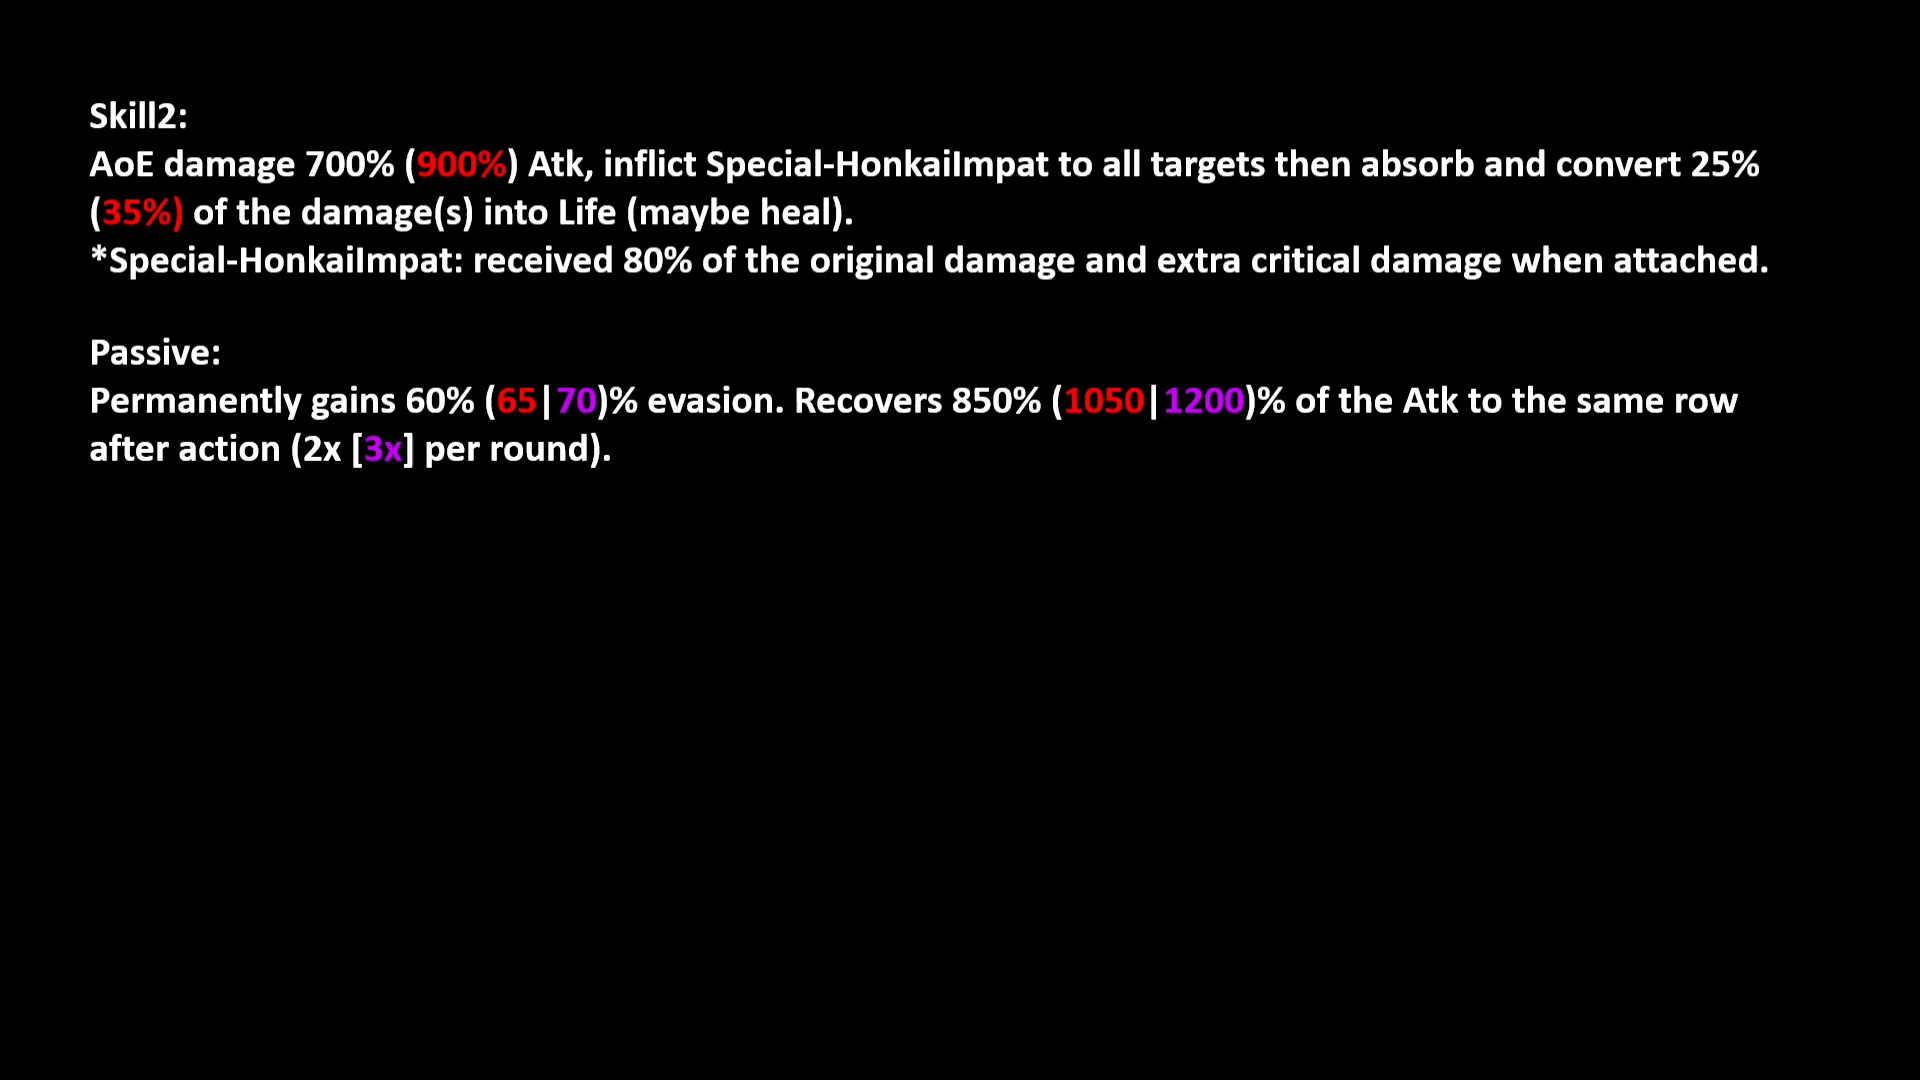 Skill2:
AoE damage 700% (900%) Atk, inflict Special-HonkaiImpat to all targets then absorb and convert 25%
(35%) of the damage(s) into Life (maybe heal).
*Special-HonkaiImpat: received 80% of the original damage and extra critical damage when attached.
Passive:
Permanently gains 60% (65|70)% evasion. Recovers 850% (1050|1200)% of the Atk to the same row
after action (2x [3x] per round).